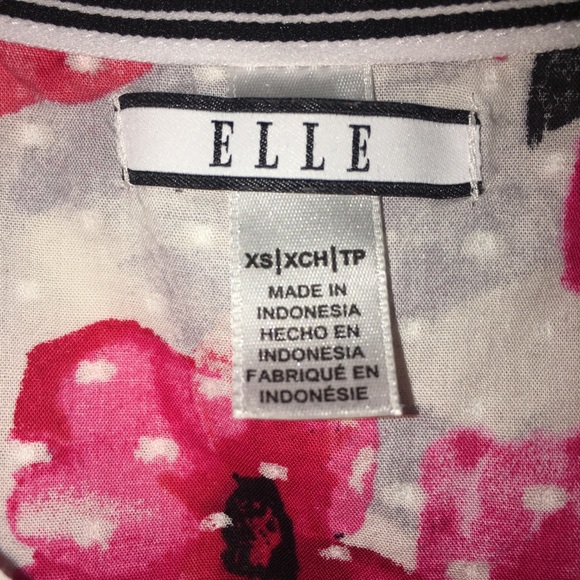 ELLE
XS|XCH|TP
MADE IN
INDONESIA
HECHO EN
INDONESIA
FABRIQUÉ EN
INDONÉSIE